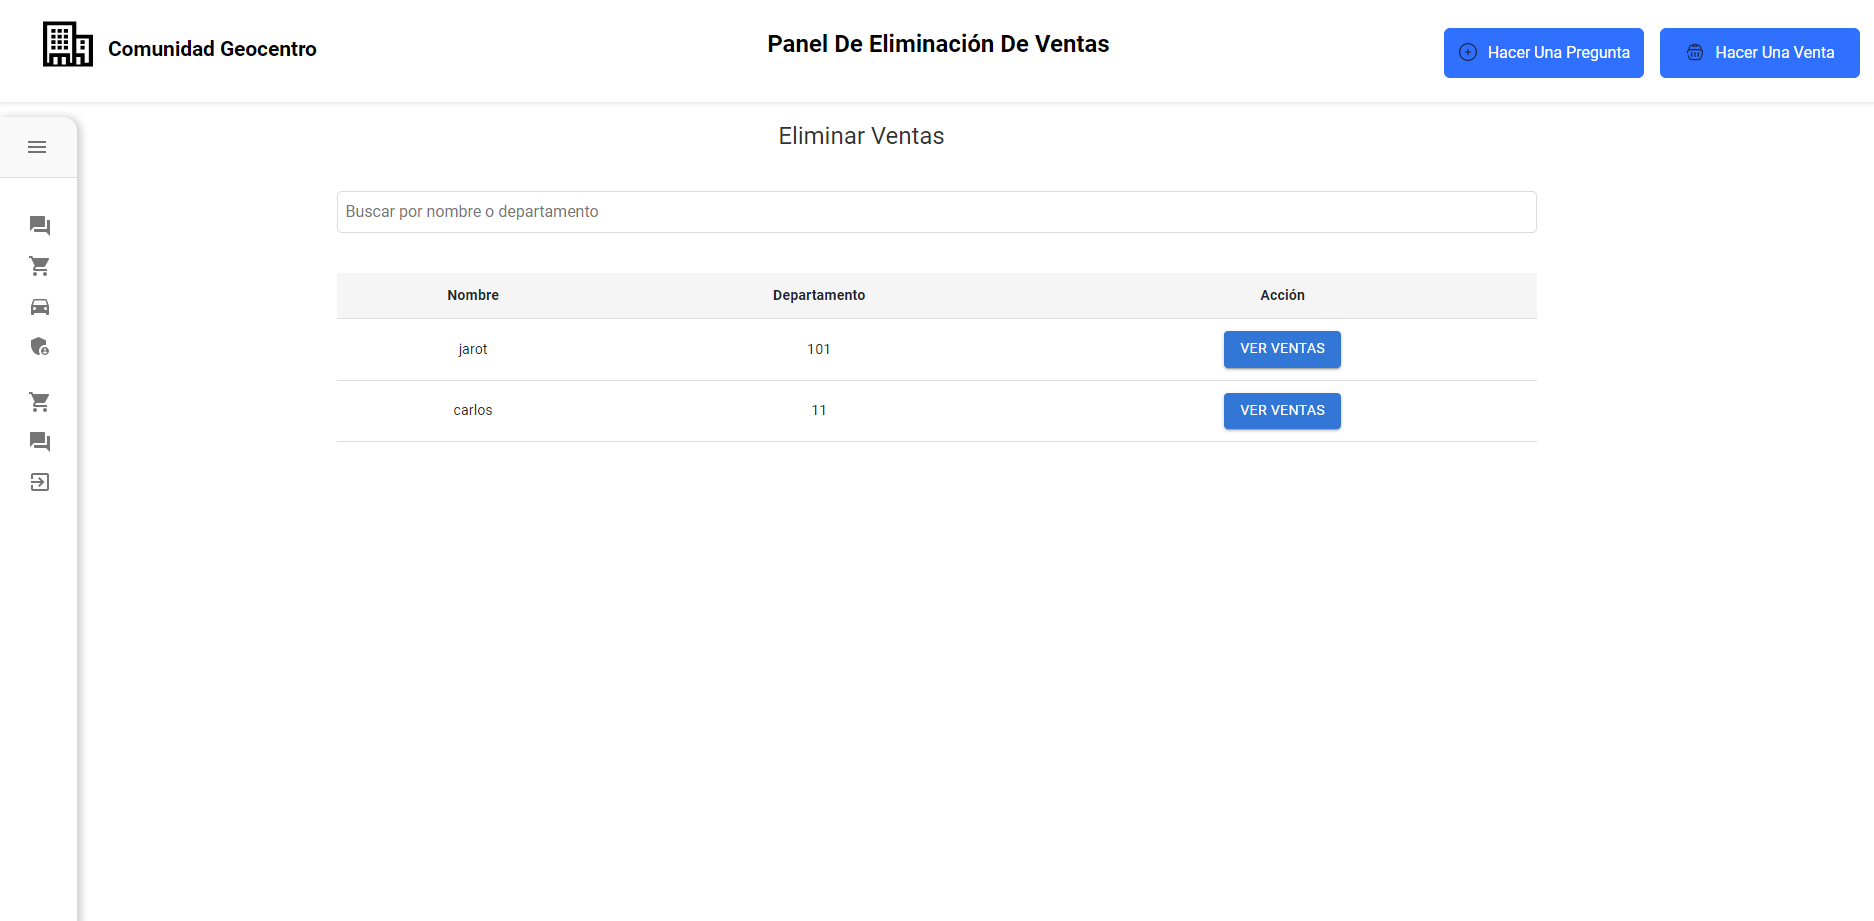 Comunidad Geocentro
Panel De Eliminación De Ventas
Hacer Una Pregunta
Hacer Una Venta
Eliminar Ventas
Buscar por nombre o departamento
Nombre Departamento Acción
jarot 101 VER VENTAS
carlos 11 VER VENTAS